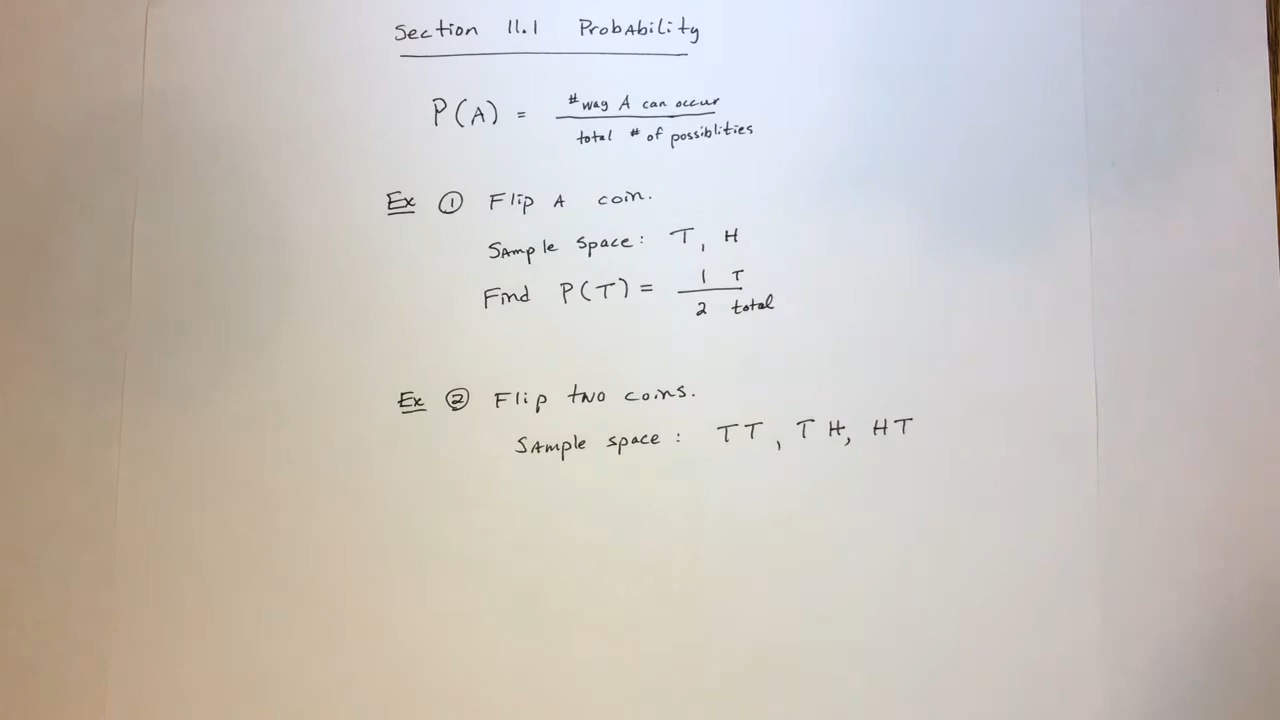 Section 11.1 Probability
P(A) = # way A can occur / total # of possiblities
Ex ① Flip A coin.
Sample space: T, H
Find P(T) = 1 T / 2 total
Ex ② Flip two coins.
Sample space: TT, TH, HT